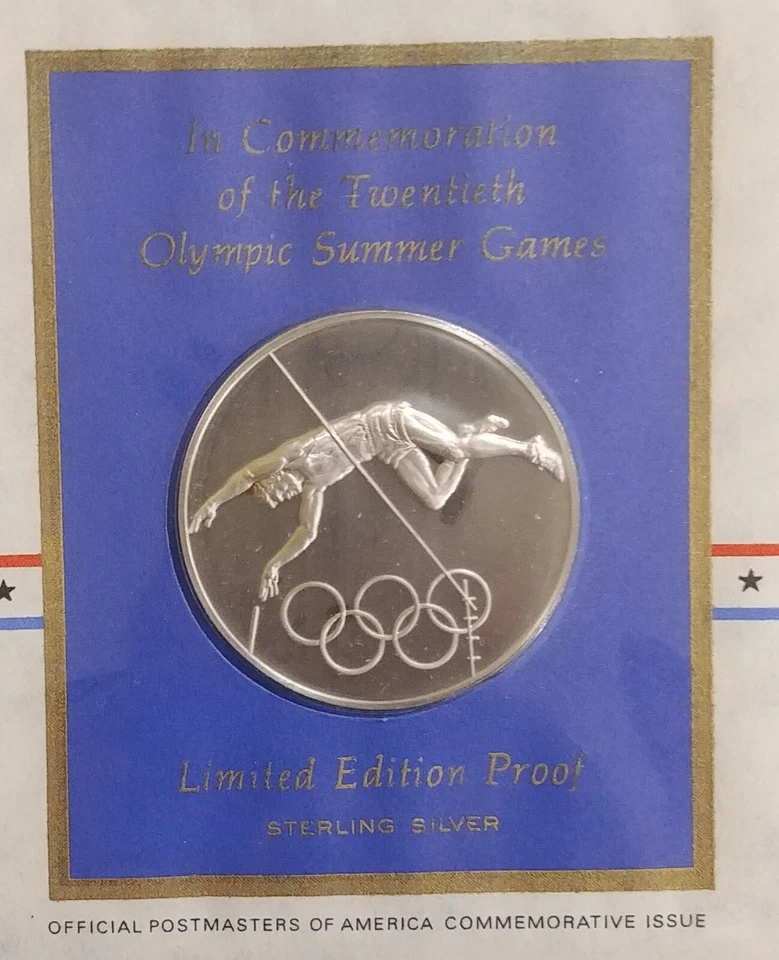 In Commemoration
of the Twentieth
Olympic Summer Games
Limited Edition Proof
STERLING SILVER
OFFICIAL POSTMASTERS OF AMERICA COMMEMORATIVE ISSUE